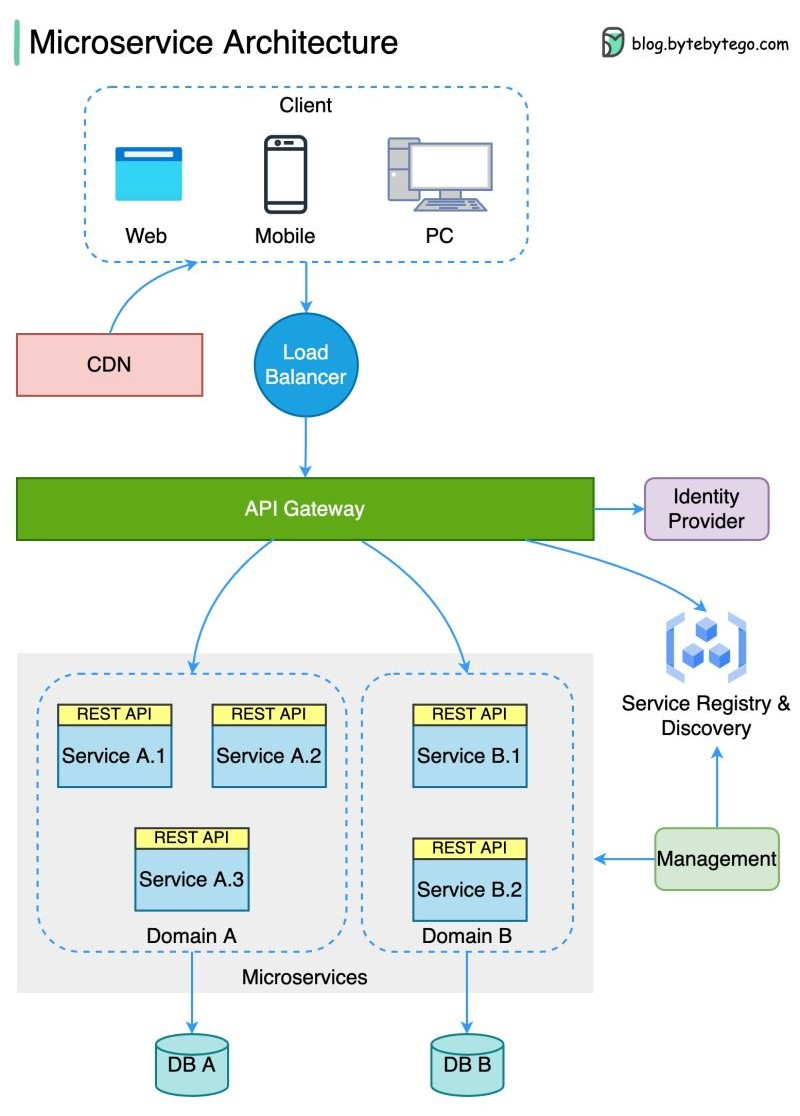 Microservice Architecture
blog.bytebytego.com
Client
Web
Mobile
PC
CDN
Load
Balancer
API Gateway
Identity
Provider
Service Registry &
Discovery
REST API
Service A.1
REST API
Service A.2
REST API
Service A.3
Domain A
REST API
Service B.1
REST API
Service B.2
Domain B
Management
Microservices
DB A
DB B